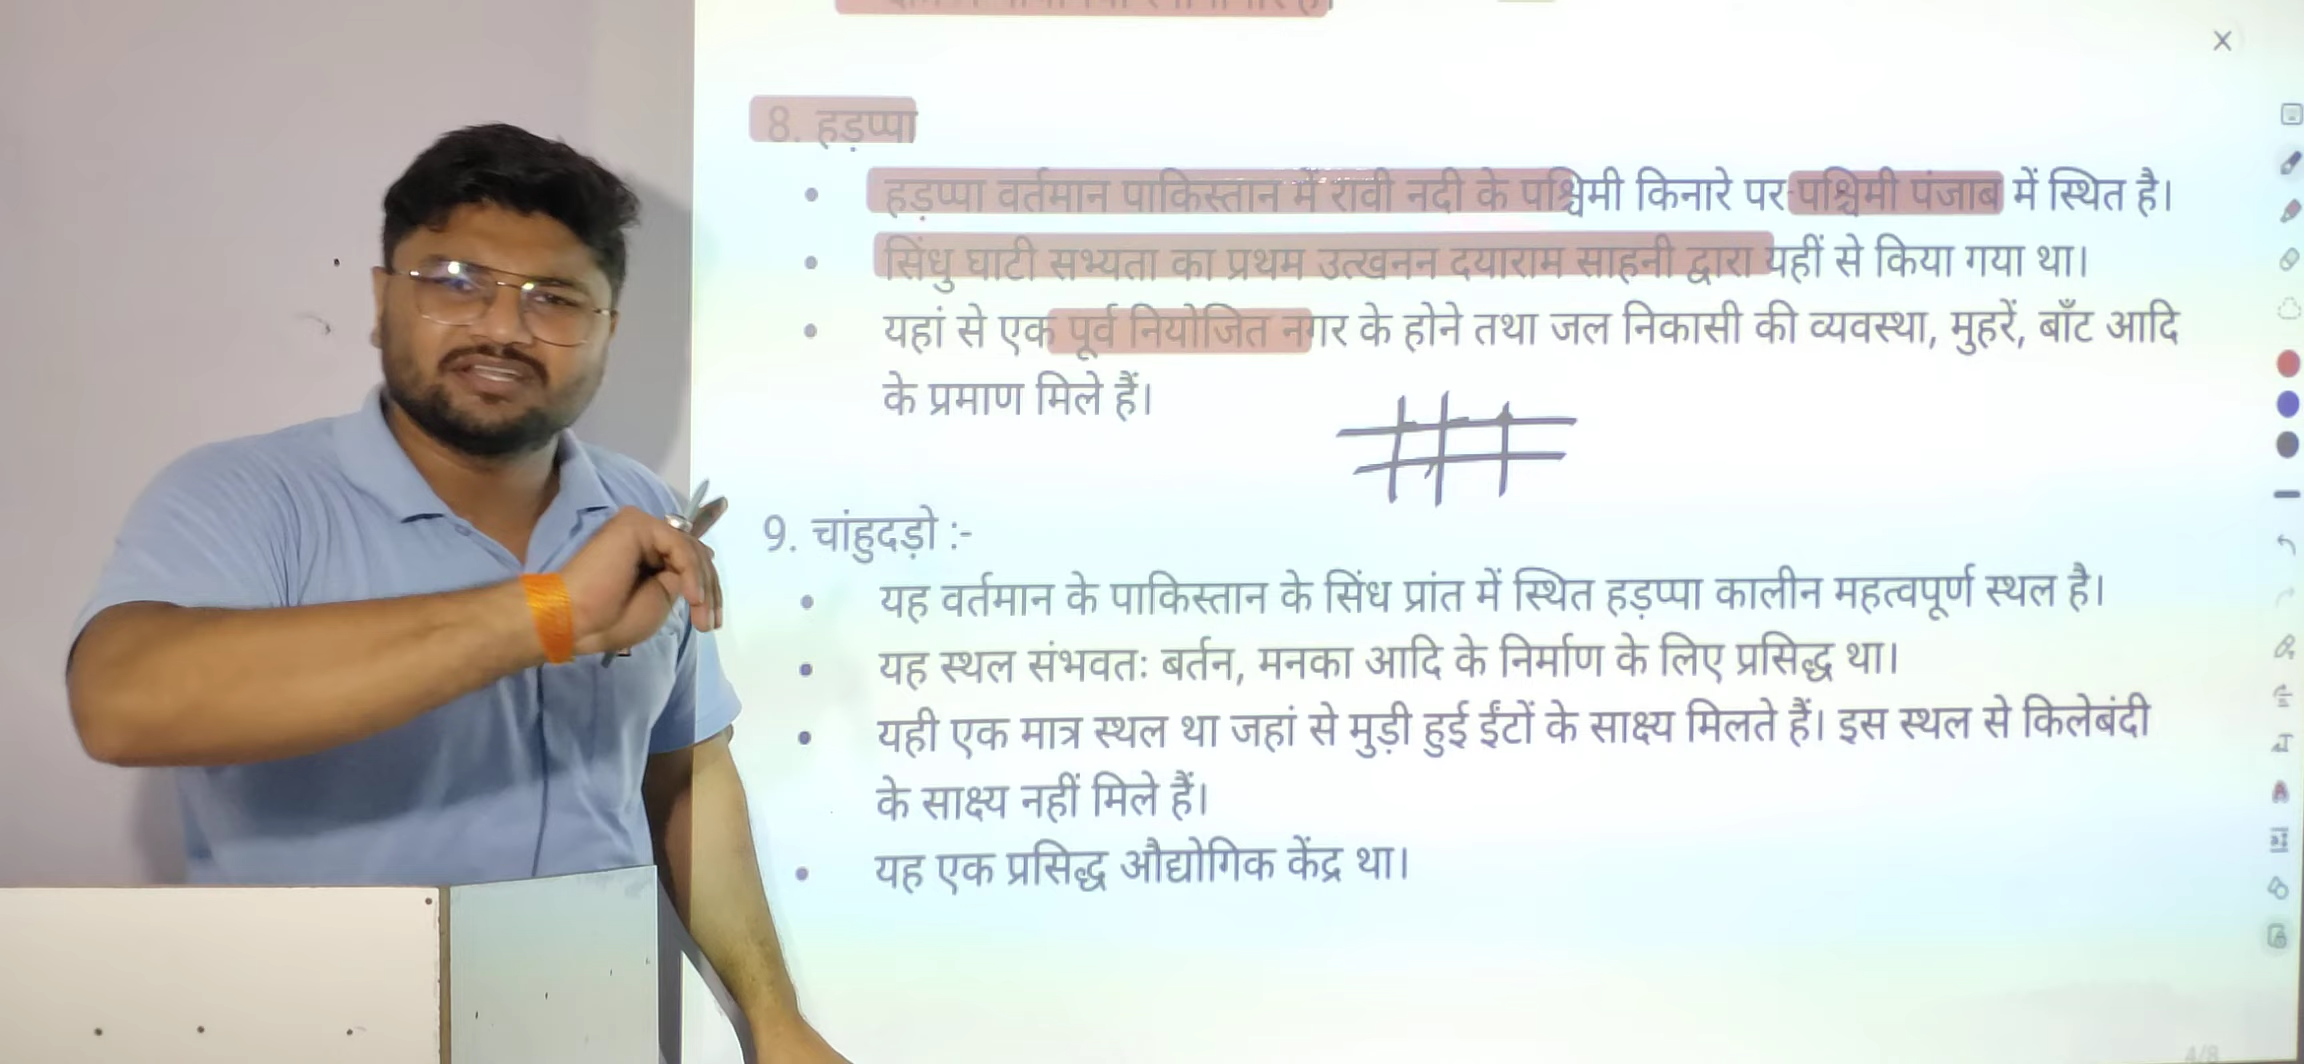 8. हड़प्पा
• हड़प्पा वर्तमान पाकिस्तान में रावी नदी के पश्चिमी किनारे पर पश्चिमी पंजाब में स्थित है।
• सिंधु घाटी सभ्यता का प्रथम उत्खनन दयाराम साहनी द्वारा यहीं से किया गया था।
• यहां से एक पूर्व नियोजित नगर के होने तथा जल निकासी की व्यवस्था, मुहरें, बाँट आदि
के प्रमाण मिले हैं।
9. चांहुदड़ो :-
• यह वर्तमान के पाकिस्तान के सिंध प्रांत में स्थित हड़प्पा कालीन महत्वपूर्ण स्थल है।
• यह स्थल संभवतः बर्तन, मनका आदि के निर्माण के लिए प्रसिद्ध था।
• यही एक मात्र स्थल था जहां से मुड़ी हुई ईंटों के साक्ष्य मिलते हैं। इस स्थल से किलेबंदी
के साक्ष्य नहीं मिले हैं।
• यह एक प्रसिद्ध औद्योगिक केंद्र था।
4/8